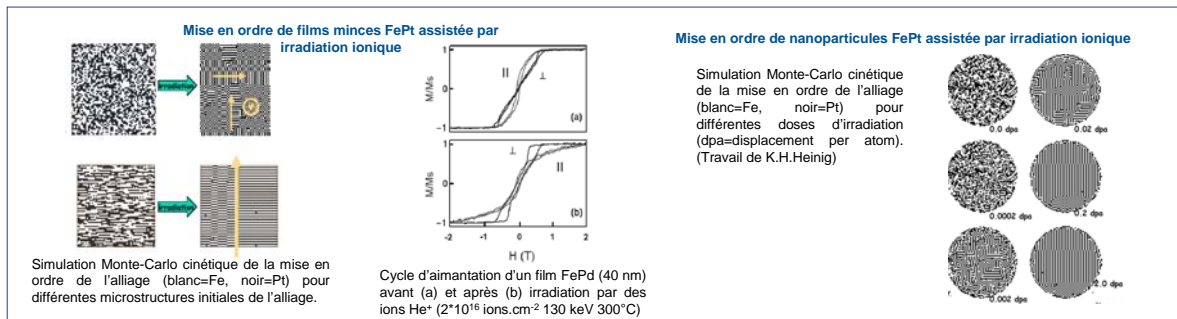 Mise en ordre de films minces FePt assistée par
irradiation ionique
irradiation
irradiation
Simulation Monte-Carlo cinétique de la mise en
ordre de l'alliage (blanc=Fe, noir=Pt) pour
différentes microstructures initiales de l'alliage.
M/Ms
1
0
-1
||
⊥
(a)
M/Ms
1
0
-1
⊥
||
(b)
-2 -1 0 1 2
H (T)
Cycle d'aimantation d'un film FePd (40 nm)
avant (a) et après (b) irradiation par des
ions He⁺ (2*10¹⁶ ions.cm⁻² 130 keV 300°C)
Mise en ordre de nanoparticules FePt assistée par irradiation ionique
Simulation Monte-Carlo cinétique
de la mise en ordre de l'alliage
(blanc=Fe, noir=Pt) pour
différentes doses d'irradiation
(dpa=displacement per atom).
(Travail de K.H.Heinig)
0.0 dpa
0.02 dpa
0.0002 dpa
0.2 dpa
0.002 dpa
2.0 dpa